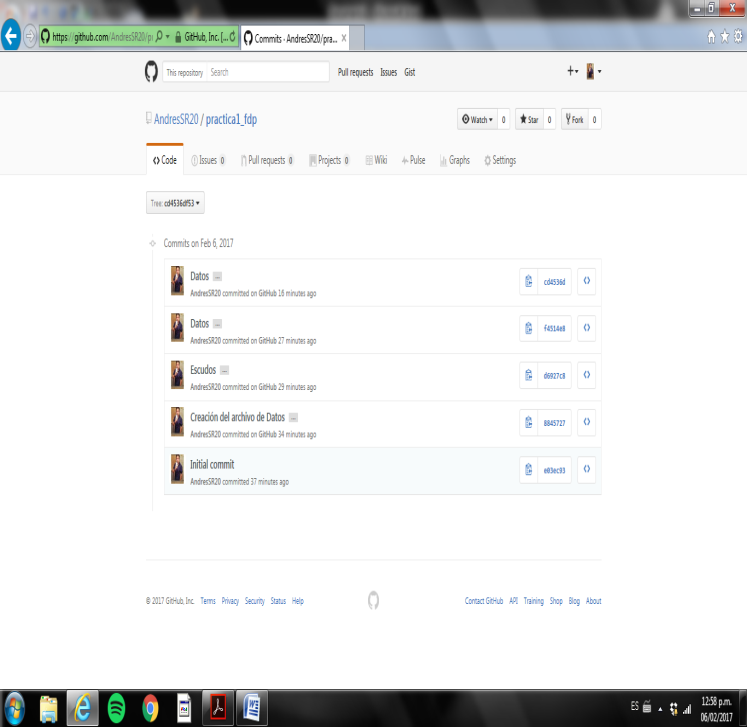 https://github.com/AndresSR20/pr
GitHub, Inc. [...
Commits - AndresSR20/pra...
This repository Search
Pull requests Issues Gist
AndresSR20 / practica1_fdp
Watch 0 Star 0 Fork 0
Code Issues 0 Pull requests 0 Projects 0 Wiki Pulse Graphs Settings
Tree: cd4536df53
Commits on Feb 6, 2017
Datos ...
cd4536d
AndresSR20 committed on GitHub 16 minutes ago
Datos ...
f4514e8
AndresSR20 committed on GitHub 27 minutes ago
Escudos ...
d6927c8
AndresSR20 committed on GitHub 29 minutes ago
Creación del archivo de Datos ...
8845727
AndresSR20 committed on GitHub 34 minutes ago
Initial commit
e03ec93
AndresSR20 committed 37 minutes ago
© 2017 GitHub, Inc. Terms Privacy Security Status Help
Contact GitHub API Training Shop Blog About
ES
12:58 p.m.
06/02/2017